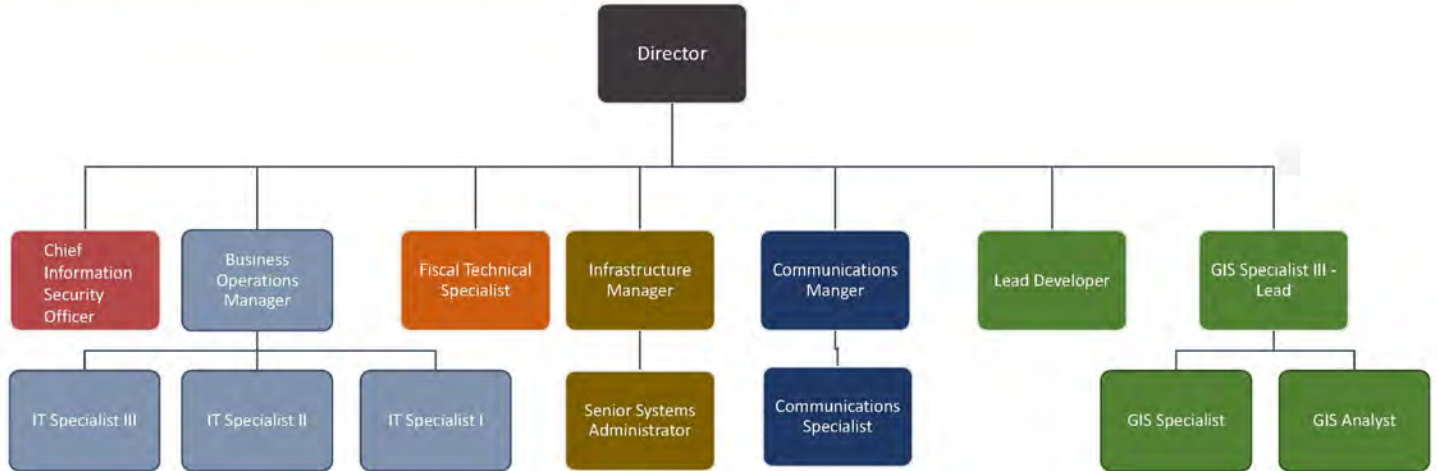 Director
Chief
Information
Security
Officer
Business
Operations
Manager
Fiscal Technical
Specialist
Infrastructure
Manager
Communications
Manger
Lead Developer
GIS Specialist III -
Lead
IT Specialist III
IT Specialist II
IT Specialist I
Senior Systems
Administrator
Communications
Specialist
GIS Specialist
GIS Analyst